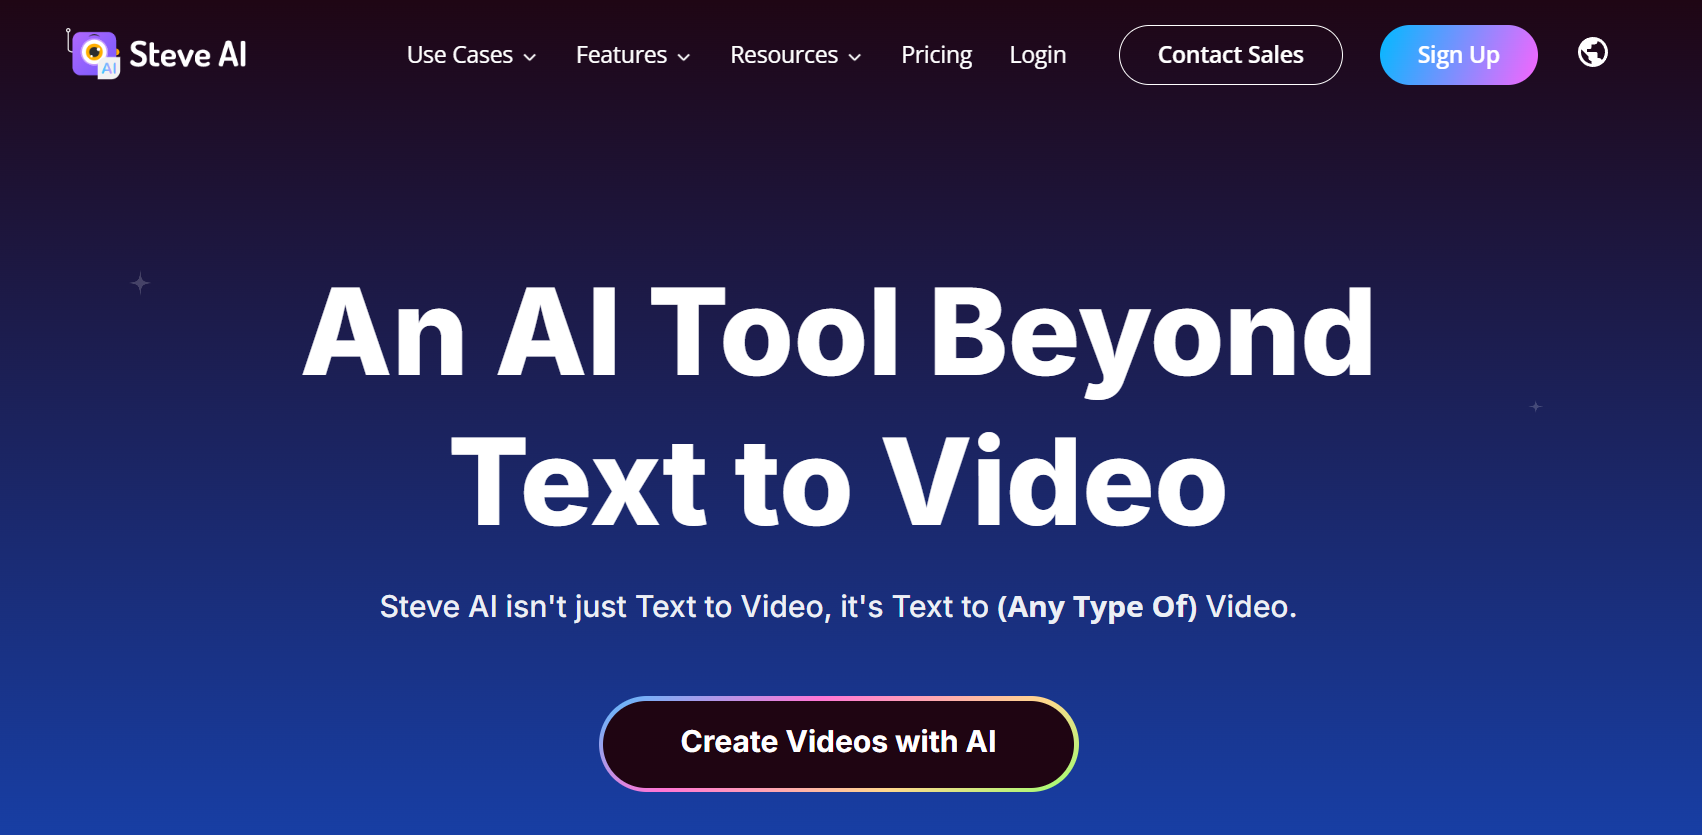 AI
Steve AI
Use Cases
Features
Resources
Pricing
Login
Contact Sales
Sign Up
An AI Tool Beyond
Text to Video
Steve AI isn't just Text to Video, it's Text to (Any Type Of) Video.
Create Videos with AI